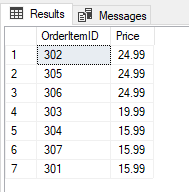 Results Messages
OrderItemID Price
1 302 24.99
2 305 24.99
3 306 24.99
4 303 19.99
5 304 15.99
6 307 15.99
7 301 15.99